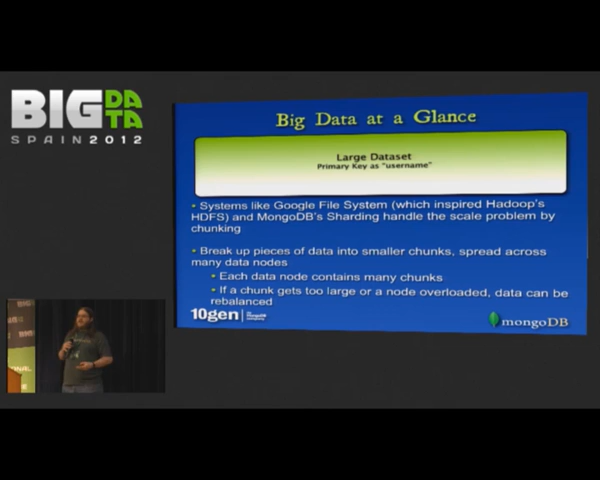 BIG DATA
SPAIN 2012
Big Data at a Glance
Large Dataset
Primary Key as "username"
• Systems like Google File System (which inspired Hadoop's
HDFS) and MongoDB's Sharding handle the scale problem by
chunking
• Break up pieces of data into smaller chunks, spread across
many data nodes
• Each data node contains many chunks
• If a chunk gets too large or a node overloaded, data can be
rebalanced
10gen
mongoDB